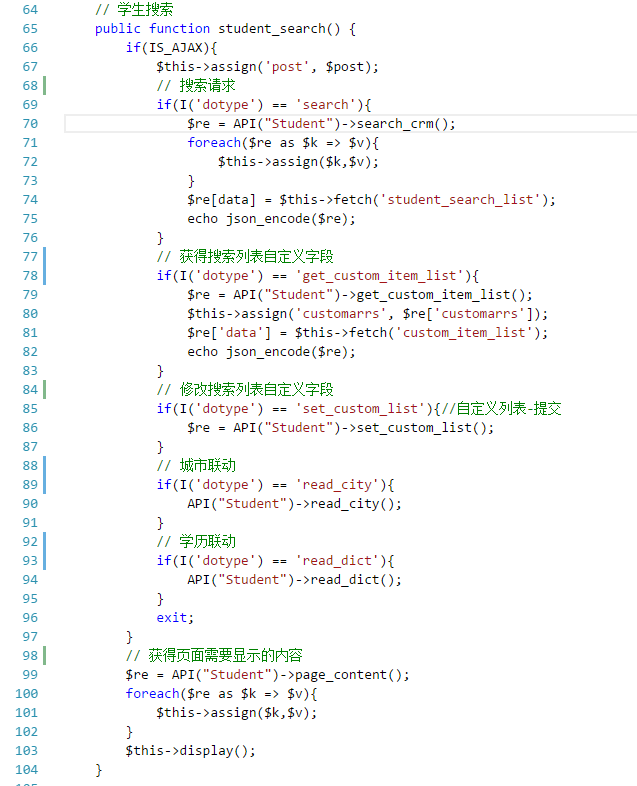 64 // 学生搜索
65 public function student_search() {
66 if(IS_AJAX){
67 $this->assign('post', $post);
68 // 搜索请求
69 if(I('dotype') == 'search'){
70 $re = API("Student")->search_crm();
71 foreach($re as $k => $v){
72 $this->assign($k,$v);
73 }
74 $re[data] = $this->fetch('student_search_list');
75 echo json_encode($re);
76 }
77 // 获得搜索列表自定义字段
78 if(I('dotype') == 'get_custom_item_list'){
79 $re = API("Student")->get_custom_item_list();
80 $this->assign('customarrs', $re['customarrs']);
81 $re['data'] = $this->fetch('custom_item_list');
82 echo json_encode($re);
83 }
84 // 修改搜索列表自定义字段
85 if(I('dotype') == 'set_custom_list'){//自定义列表-提交
86 $re = API("Student")->set_custom_list();
87 }
88 // 城市联动
89 if(I('dotype') == 'read_city'){
90 API("Student")->read_city();
91 }
92 // 学历联动
93 if(I('dotype') == 'read_dict'){
94 API("Student")->read_dict();
95 }
96 exit;
97 }
98 // 获得页面需要显示的内容
99 $re = API("Student")->page_content();
100 foreach($re as $k => $v){
101 $this->assign($k,$v);
102 }
103 $this->display();
104 }